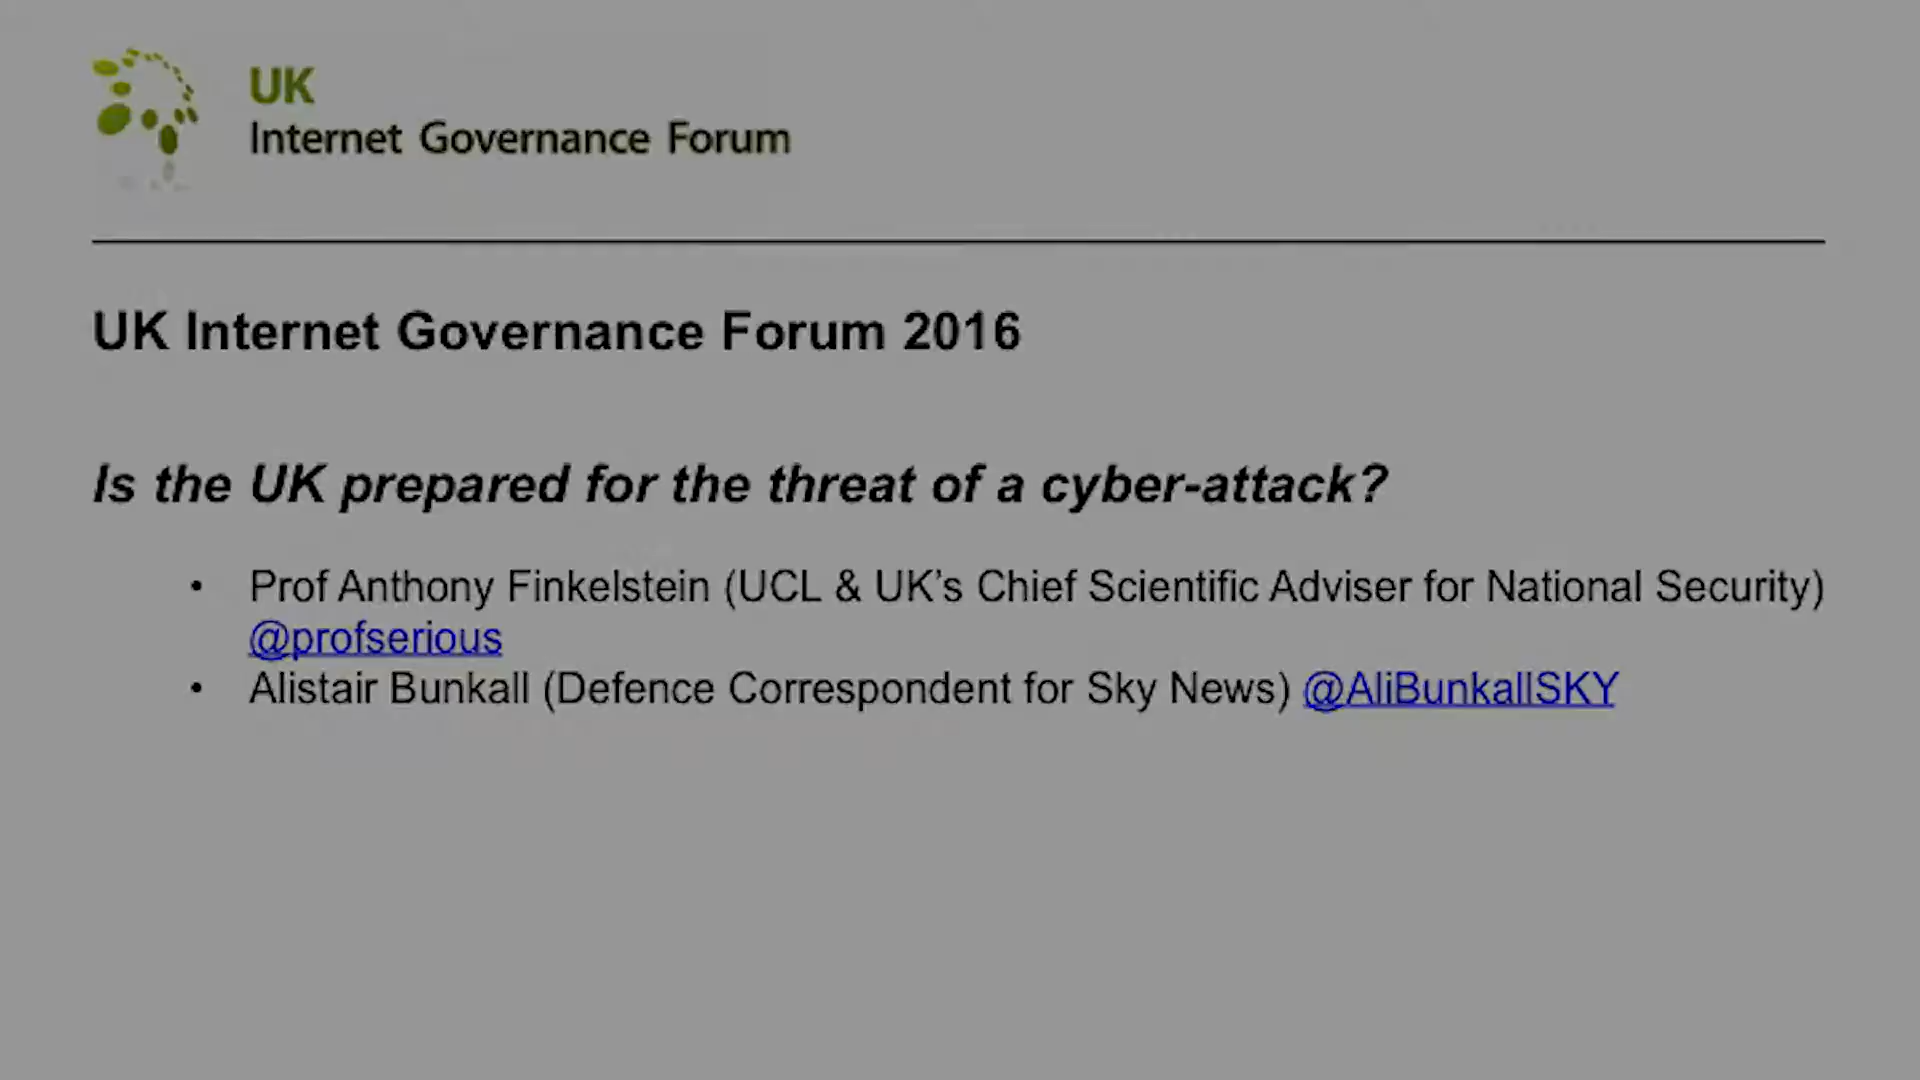 UK
Internet Governance Forum
UK Internet Governance Forum 2016
Is the UK prepared for the threat of a cyber-attack?
• Prof Anthony Finkelstein (UCL & UK’s Chief Scientific Adviser for National Security)
@profserious
• Alistair Bunkall (Defence Correspondent for Sky News) @AliBunkallSKY